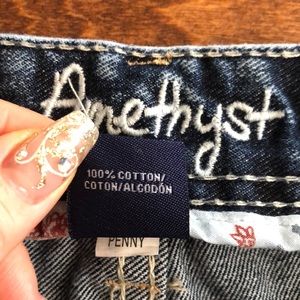 Amethyst
100% COTTON/
COTON/ALGODÓN
PENNY